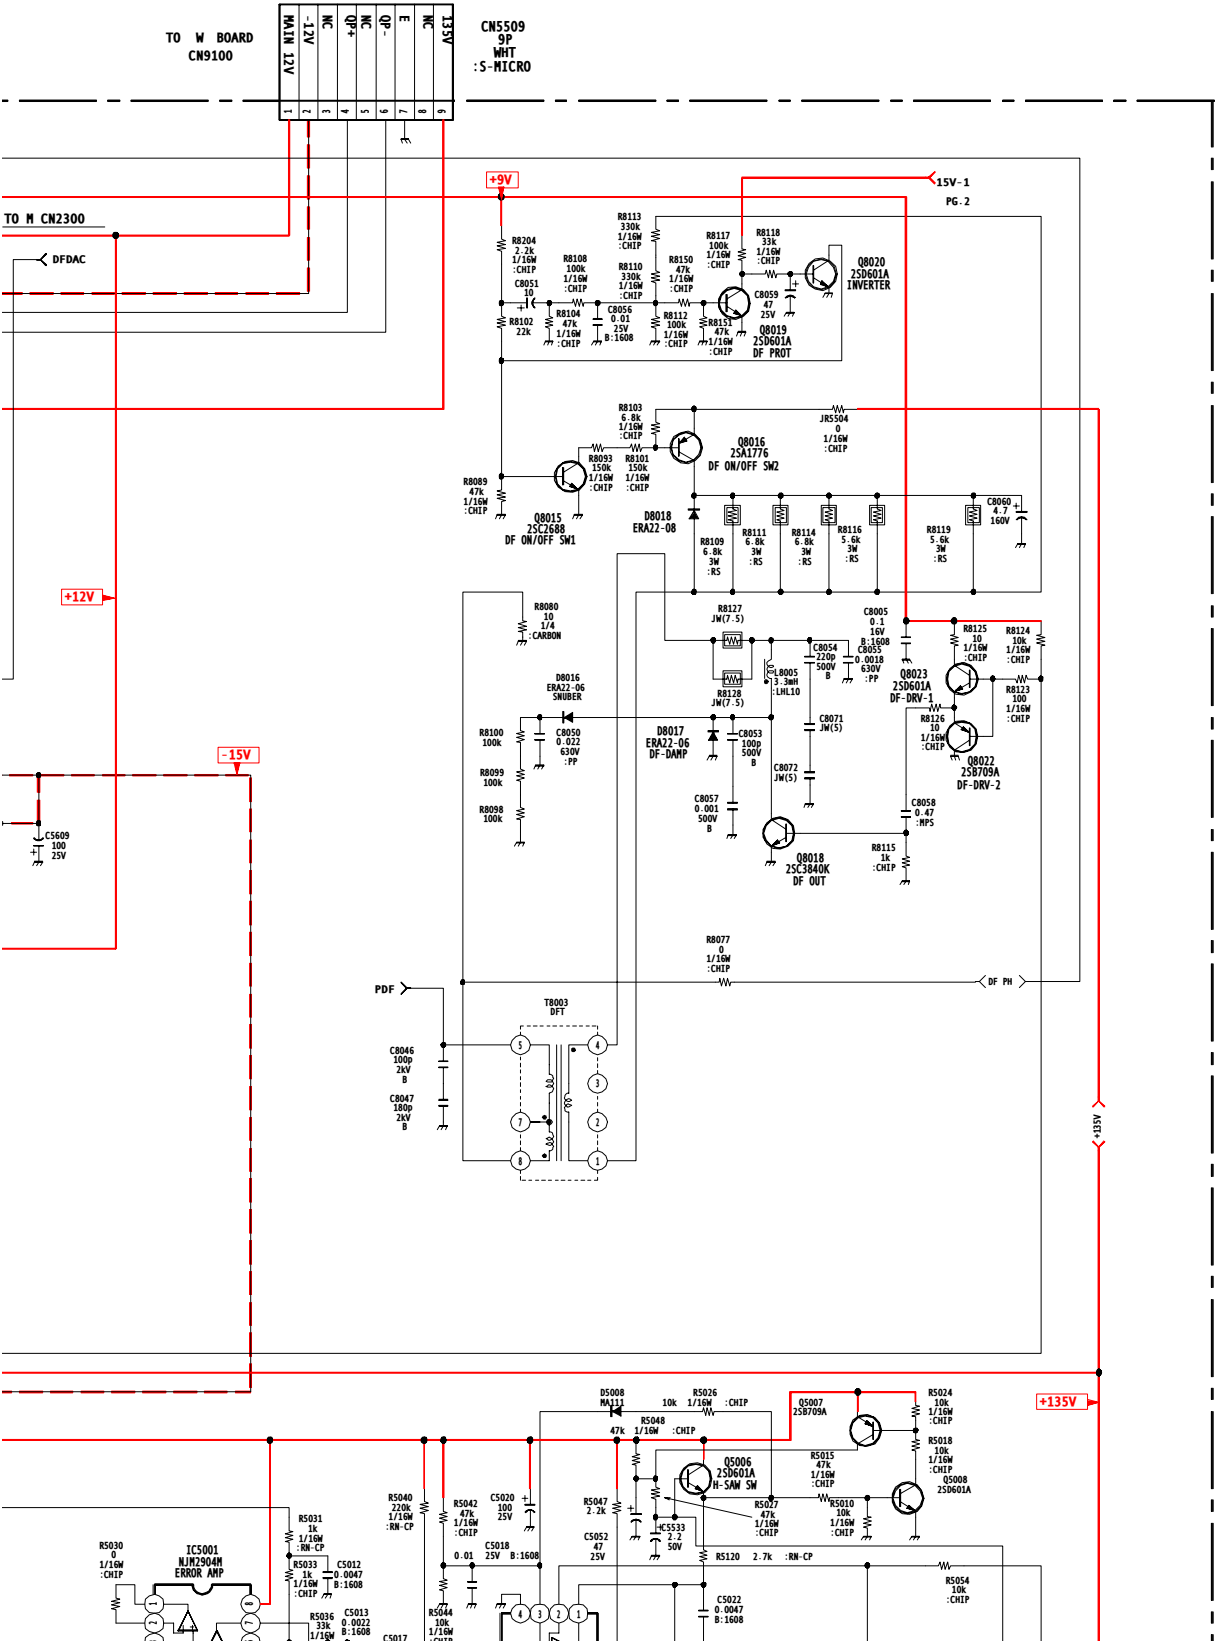 TO W BOARD
CN9100
MAIN 12V
-12V
NC
QP+
NC
QP-
E
NC
135V
1
2
3
4
5
6
7
8
9
CN5509
9P
WHT
:S-MICRO
+9V
15V-1
PG.2
TO M CN2300
DFDAC
R8204
2.2k
1/16W
:CHIP
C8051
10
R8108
100k
1/16W
:CHIP
R8113
330k
1/16W
:CHIP
R8110
330k
1/16W
:CHIP
R8117
100k
1/16W
:CHIP
R8150
47k
1/16W
:CHIP
R8118
33k
1/16W
:CHIP
Q8020
2SD601A
INVERTER
C8059
47
25V
R8102
22k
R8104
47k
1/16W
:CHIP
C8056
0.01
25V
B:1608
R8112
100k
1/16W
:CHIP
R8151
47k
1/16W
:CHIP
Q8019
2SD601A
DF PROT
R8103
6.8k
1/16W
:CHIP
JR5504
0
1/16W
:CHIP
Q8016
2SA1776
DF ON/OFF SW2
R8093
150k
1/16W
:CHIP
R8101
150k
1/16W
:CHIP
R8089
47k
1/16W
:CHIP
Q8015
2SC2688
DF ON/OFF SW1
D8018
ERA22-08
R8109
6.8k
3W
:RS
R8111
6.8k
3W
:RS
R8114
6.8k
3W
:RS
R8116
5.6k
3W
:RS
R8119
5.6k
3W
:RS
C8060
4.7
160V
+12V
R8080
10
1/4
:CARBON
R8127
JW(7.5)
R8128
JW(7.5)
L8005
3.3mH
:LHL10
C8054
220p
500V
B
C8055
0.0018
630V
:PP
C8005
0.1
16V
B:1608
R8125
10
1/16W
:CHIP
R8124
10k
1/16W
:CHIP
Q8023
2SD601A
DF-DRV-1
R8123
100
1/16W
:CHIP
R8126
10
1/16W
:CHIP
Q8022
2SB709A
DF-DRV-2
D8016
ERA22-06
SNUBER
C8050
0.022
630V
:PP
R8100
100k
R8099
100k
R8098
100k
D8017
ERA22-06
DF-DAMP
C8053
100p
500V
B
C8071
JW(5)
C8072
JW(5)
C8057
0.001
500V
B
C8058
0.47
:MPS
R8115
1k
:CHIP
Q8018
2SC3840K
DF OUT
-15V
C5609
100
25V
R8077
0
1/16W
:CHIP
DF PH
PDF
T8003
DFT
5
4
3
7
2
8
1
C8046
100p
2kV
B
C8047
180p
2kV
B
+135V
+135V
D5008
MA111
R5026
10k 1/16W :CHIP
R5048
47k 1/16W :CHIP
Q5007
2SB709A
R5024
10k
1/16W
:CHIP
R5018
10k
1/16W
:CHIP
Q5006
2SD601A
H-SAW SW
R5015
47k
1/16W
:CHIP
Q5008
2SD601A
R5010
10k
1/16W
:CHIP
R5027
47k
1/16W
:CHIP
R5047
2.2k
C5052
47
25V
C5533
2.2
50V
R5040
220k
1/16W
:RN-CP
R5042
47k
1/16W
:CHIP
C5020
100
25V
C5018
0.01 25V B:1608
R5120 2.7k :RN-CP
R5054
10k
:CHIP
C5022
0.0047
B:1608
R5030
0
1/16W
:CHIP
IC5001
NJM2904M
ERROR AMP
R5031
1k
1/16W
:RN-CP
R5033
1k
1/16W
:CHIP
C5012
0.0047
B:1608
R5036
33k
1/16W
C5013
0.0022
B:1608
C5017
R5044
10k
1/16W
:CHIP
1
2
8
7
4
3
2
1